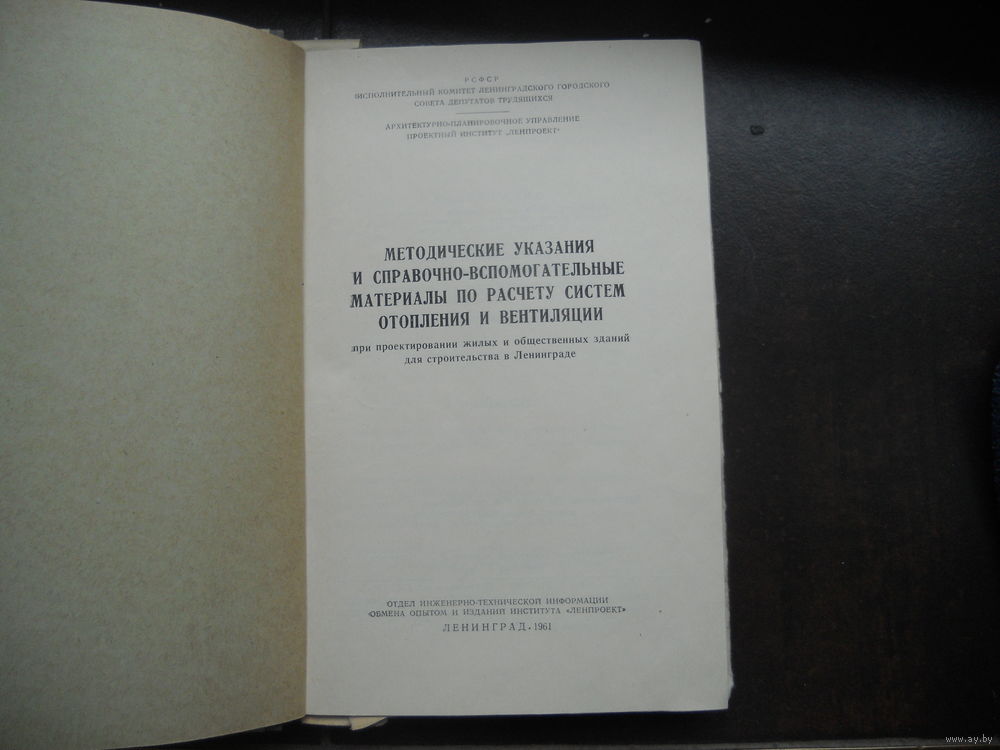 РСФСР
ИСПОЛНИТЕЛЬНЫЙ КОМИТЕТ ЛЕНИНГРАДСКОГО ГОРОДСКОГО
СОВЕТА ДЕПУТАТОВ ТРУДЯЩИХСЯ
АРХИТЕКТУРНО-ПЛАНИРОВОЧНОЕ УПРАВЛЕНИЕ
ПРОЕКТНЫЙ ИНСТИТУТ „ЛЕНПРОЕКТ"
МЕТОДИЧЕСКИЕ УКАЗАНИЯ
И СПРАВОЧНО-ВСПОМОГАТЕЛЬНЫЕ
МАТЕРИАЛЫ ПО РАСЧЕТУ СИСТЕМ
ОТОПЛЕНИЯ И ВЕНТИЛЯЦИИ
при проектировании жилых и общественных зданий
для строительства в Ленинграде
ОТДЕЛ ИНЖЕНЕРНО-ТЕХНИЧЕСКОЙ ИНФОРМАЦИИ
ОБМЕНА ОПЫТОМ И ИЗДАНИЙ ИНСТИТУТА «ЛЕНПРОЕКТ»
ЛЕНИНГРАД · 1961
www.ay.by